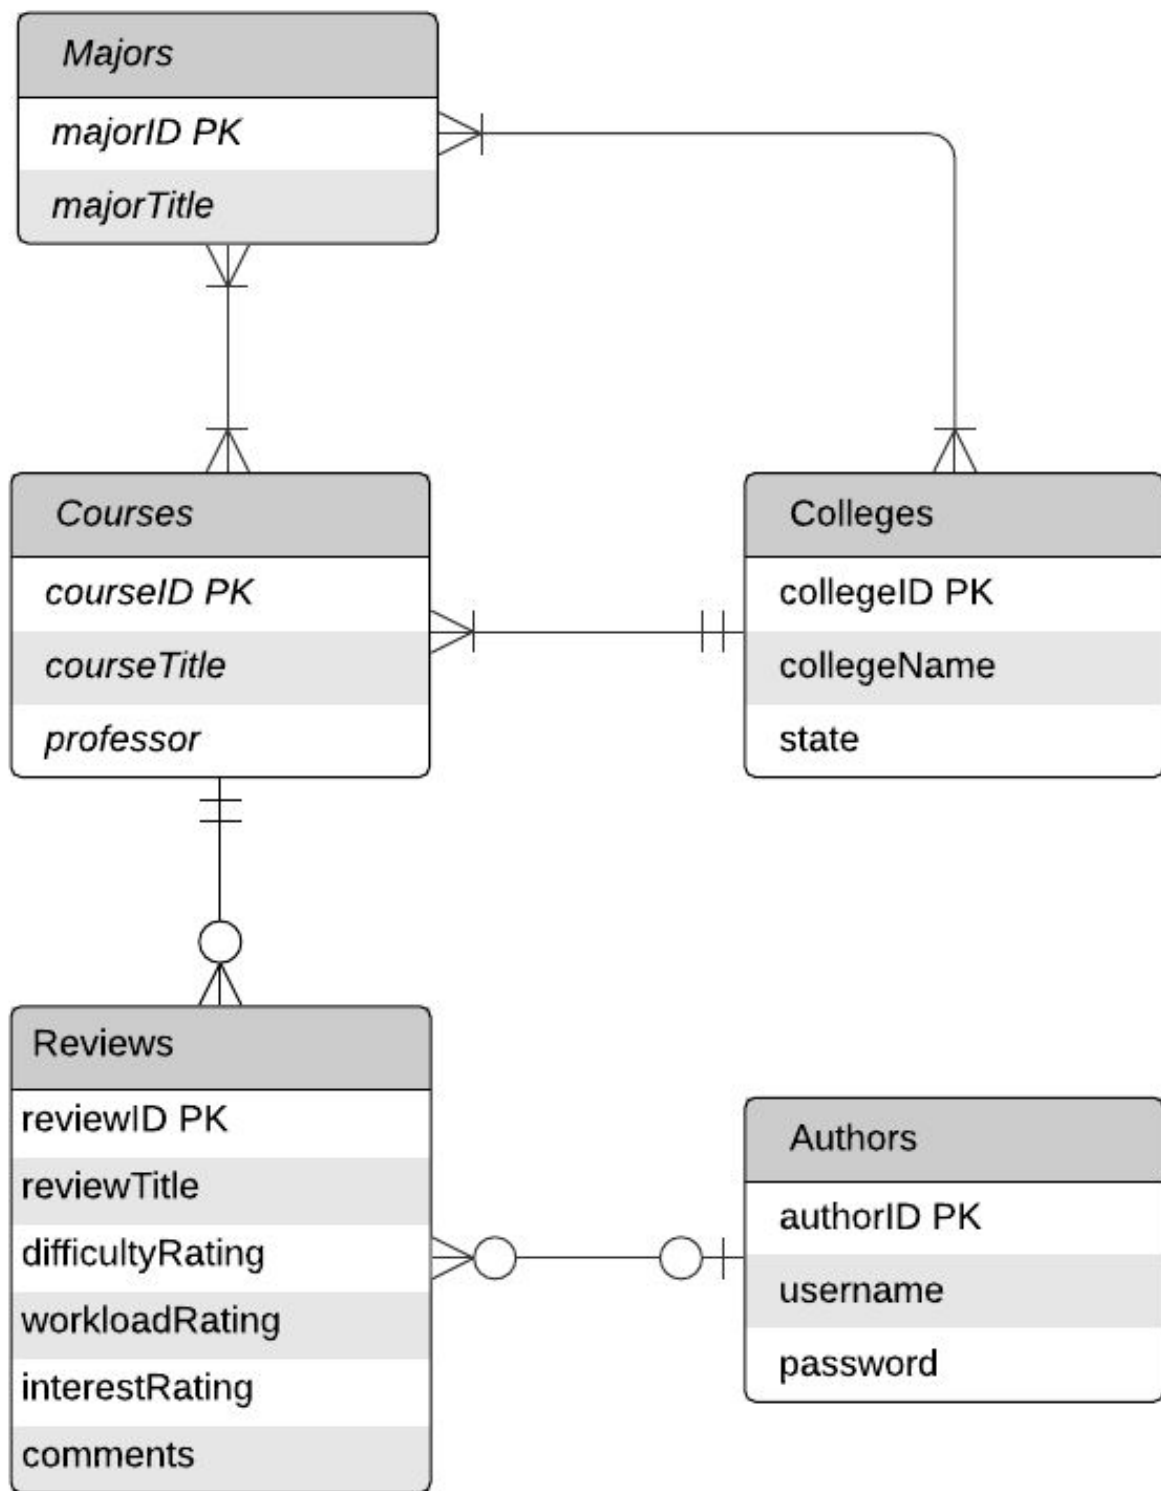 Majors
majorID PK
majorTitle
Courses
courseID PK
courseTitle
professor
Colleges
collegeID PK
collegeName
state
Reviews
reviewID PK
reviewTitle
difficultyRating
workloadRating
interestRating
comments
Authors
authorID PK
username
password